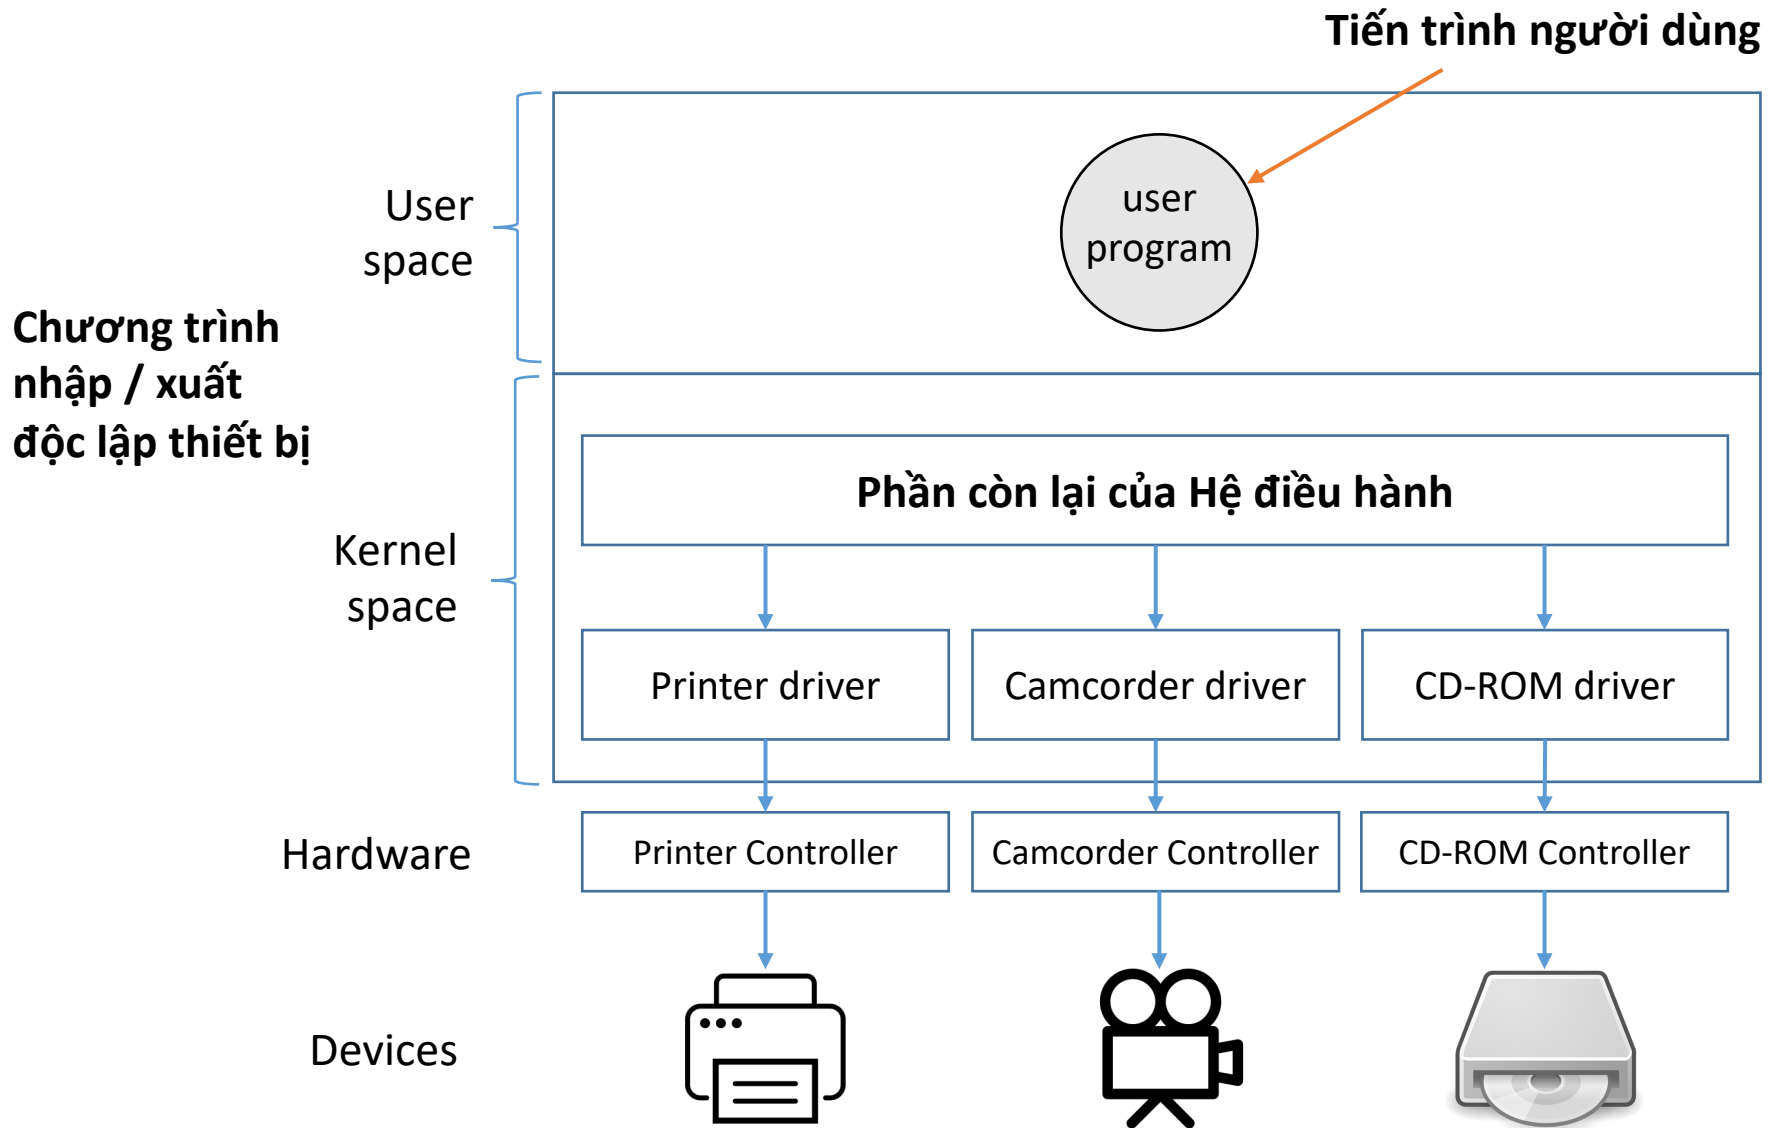 Tiến trình người dùng
User
space
user
program
Chương trình
nhập / xuất
độc lập thiết bị
Phần còn lại của Hệ điều hành
Kernel
space
Printer driver
Camcorder driver
CD-ROM driver
Hardware
Printer Controller
Camcorder Controller
CD-ROM Controller
Devices